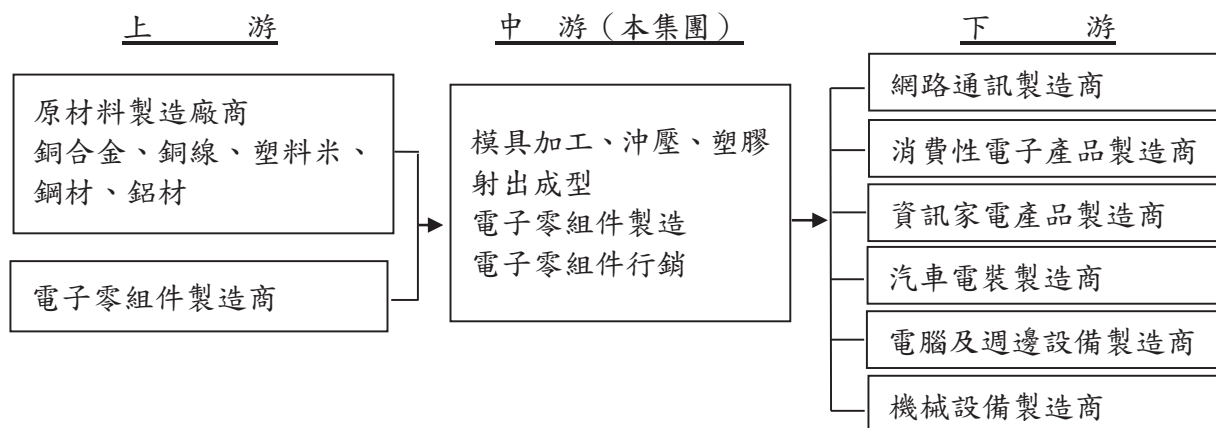 上游
中游（本集團）
下游
原材料製造廠商
銅合金、銅線、塑料米、
鋼材、鋁材
電子零組件製造商
模具加工、沖壓、塑膠
射出成型
電子零組件製造
電子零組件行銷
網路通訊製造商
消費性電子產品製造商
資訊家電產品製造商
汽車電裝製造商
電腦及週邊設備製造商
機械設備製造商